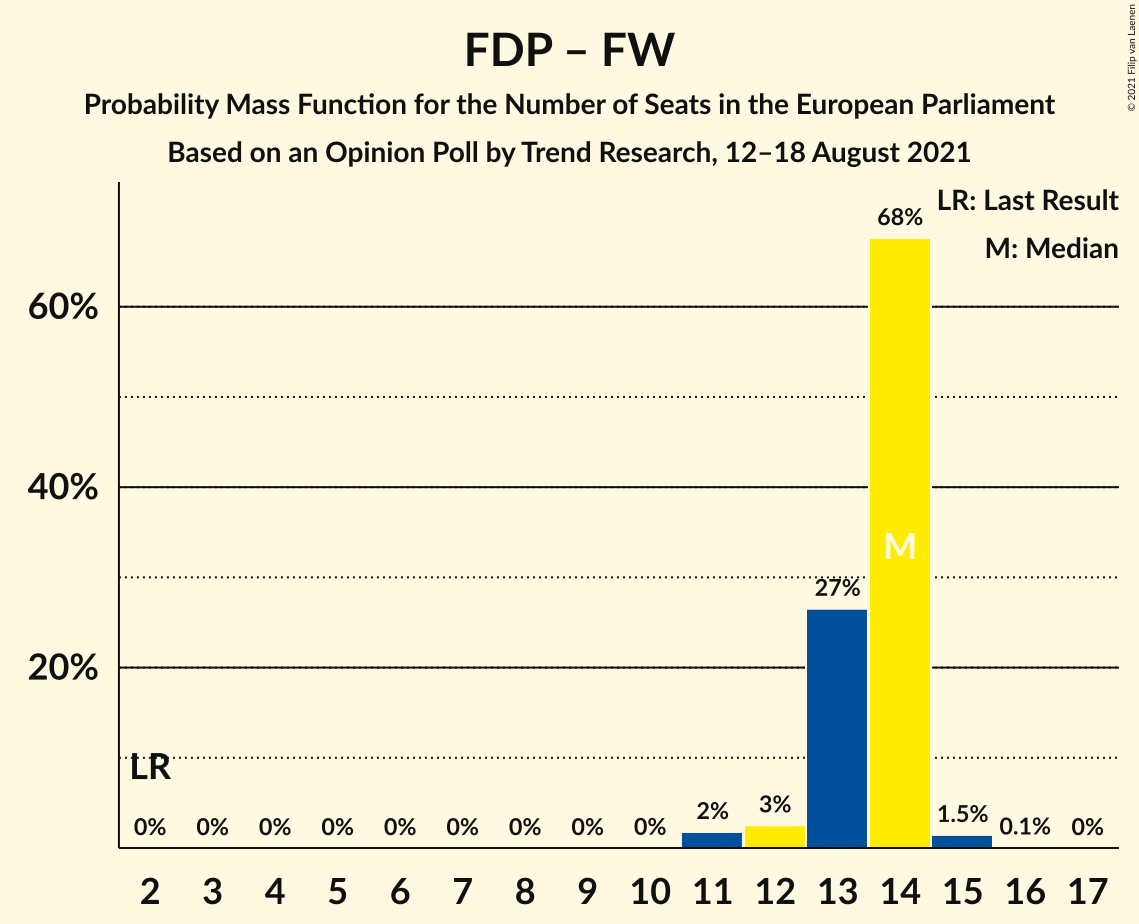 FDP – FW
Probability Mass Function for the Number of Seats in the European Parliament
Based on an Opinion Poll by Trend Research, 12–18 August 2021
© 2021 Filip van Laenen
LR: Last Result
M: Median
60%
40%
20%
68%
M
27%
LR
0% 0% 0% 0% 0% 0% 0% 0% 0% 2% 3% 1.5% 0.1% 0%
2 3 4 5 6 7 8 9 10 11 12 13 14 15 16 17